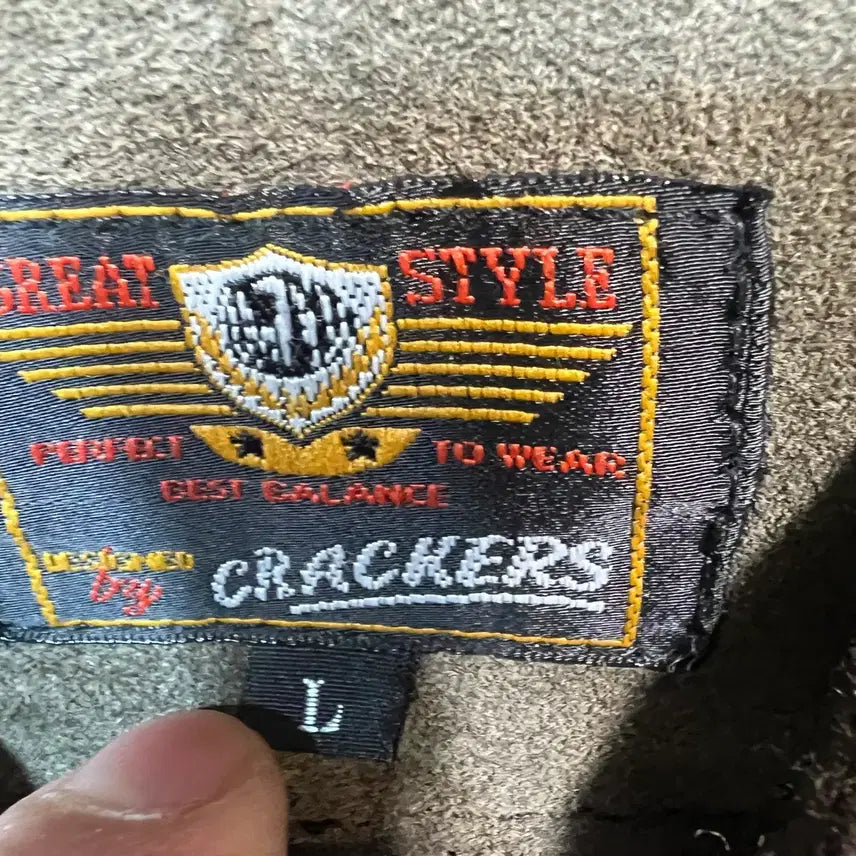 GREAT STYLE
PERFECT TO WEAR
BEST BALANCE
DESIGNED by CRACKERS
L